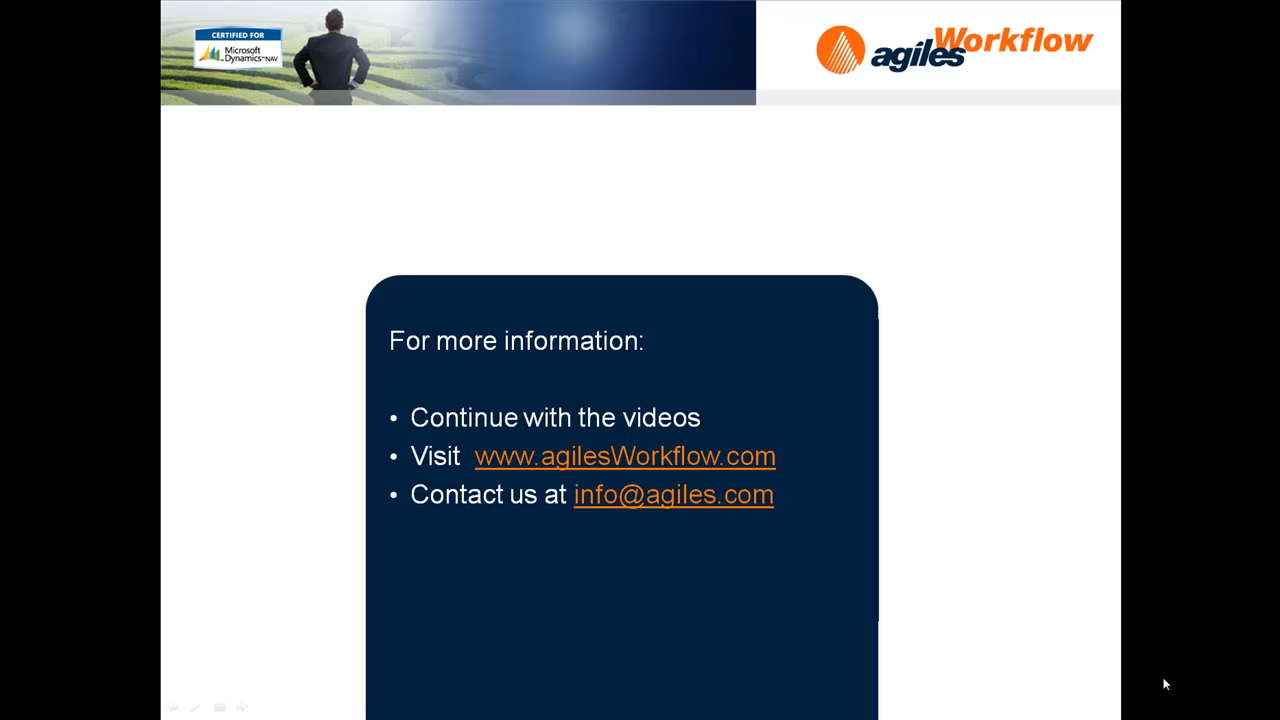 CERTIFIED FOR
Microsoft
Dynamics™ NAV
agiles Workflow
For more information:
• Continue with the videos
• Visit www.agilesWorkflow.com
• Contact us at info@agiles.com